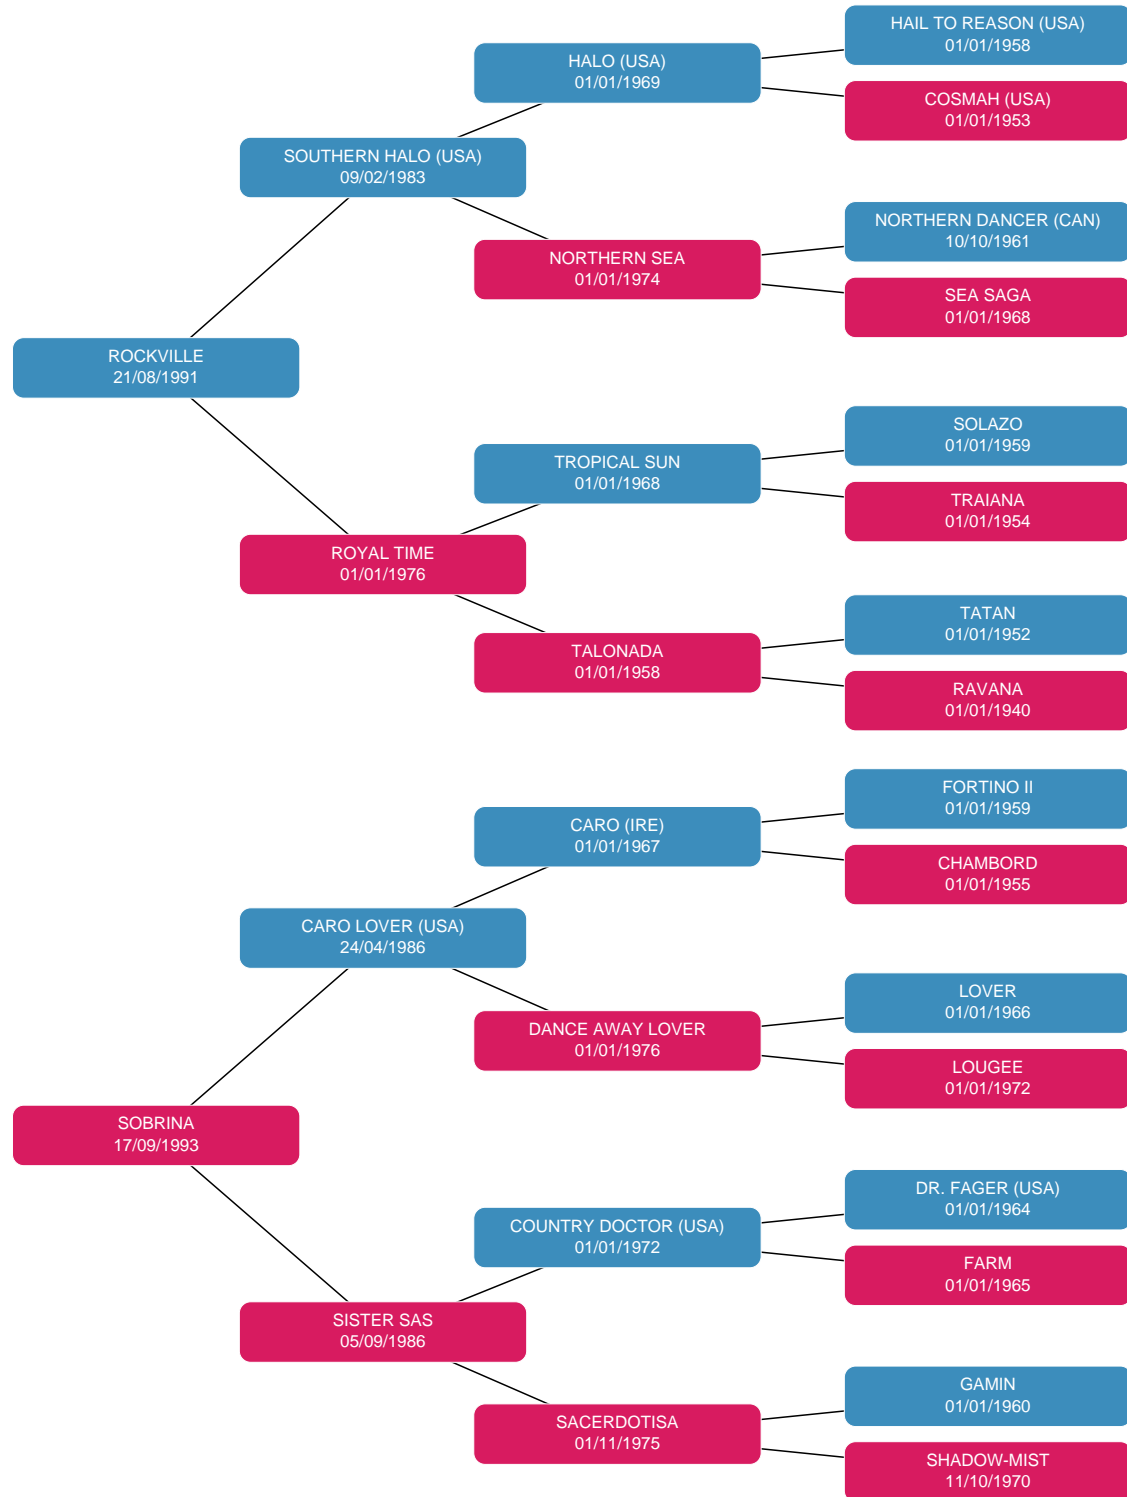 HAIL TO REASON (USA)
01/01/1958
HALO (USA)
01/01/1969
COSMAH (USA)
01/01/1953
SOUTHERN HALO (USA)
09/02/1983
NORTHERN DANCER (CAN)
10/10/1961
NORTHERN SEA
01/01/1974
SEA SAGA
01/01/1968
ROCKVILLE
21/08/1991
SOLAZO
01/01/1959
TROPICAL SUN
01/01/1968
TRAIANA
01/01/1954
ROYAL TIME
01/01/1976
TATAN
01/01/1952
TALONADA
01/01/1958
RAVANA
01/01/1940
FORTINO II
01/01/1959
CARO (IRE)
01/01/1967
CHAMBORD
01/01/1955
CARO LOVER (USA)
24/04/1986
LOVER
01/01/1966
DANCE AWAY LOVER
01/01/1976
LOUGEE
01/01/1972
SOBRINA
17/09/1993
DR. FAGER (USA)
01/01/1964
COUNTRY DOCTOR (USA)
01/01/1972
FARM
01/01/1965
SISTER SAS
05/09/1986
GAMIN
01/01/1960
SACERDOTISA
01/11/1975
SHADOW-MIST
11/10/1970